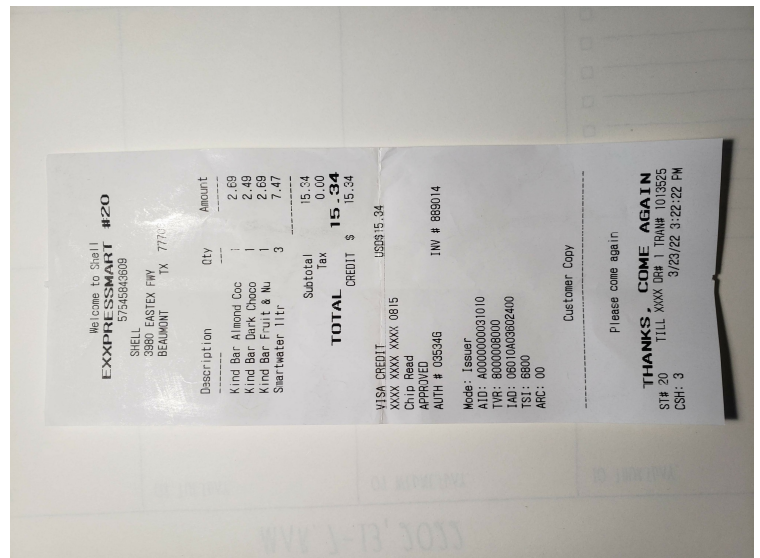 Welcome to Shell
EXXPRESSMART #20
57545843609
SHELL
3980 EASTEX FWY
BEAUMONT TX
Description Qty Amount
Kind Bar Almond Coc 1 2.69
Kind Bar Dark Choco 1 2.49
Kind Bar Fruit & Nu 1 2.69
Smartwater 1ltr 3 7.47
Subtotal 15.34
Tax 0.00
TOTAL 15.34
CREDIT $ 15.34
VISA CREDIT USD$15.34
XXXX XXXX XXXX 0815
Chip Read
APPROVED
AUTH # 03534G INV # 889014
Mode: Issuer
AID: A0000000031010
TVR: 8000008000
IAD: 06010A03602400
TSI: 6800
ARC: 00
Customer Copy
Please come again
THANKS, COME AGAIN
ST# 20 TILL XXXX DR# 1 TRAN# 1013525
CSH: 3 3/23/22 3:22:22 PM
MAR 7-13, 2022